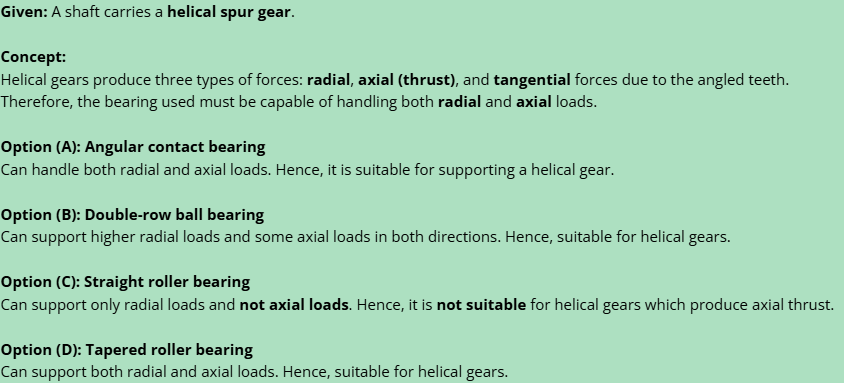 Given: A shaft carries a helical spur gear.
Concept:
Helical gears produce three types of forces: radial, axial (thrust), and tangential forces due to the angled teeth.
Therefore, the bearing used must be capable of handling both radial and axial loads.
Option (A): Angular contact bearing
Can handle both radial and axial loads. Hence, it is suitable for supporting a helical gear.
Option (B): Double-row ball bearing
Can support higher radial loads and some axial loads in both directions. Hence, suitable for helical gears.
Option (C): Straight roller bearing
Can support only radial loads and not axial loads. Hence, it is not suitable for helical gears which produce axial thrust.
Option (D): Tapered roller bearing
Can support both radial and axial loads. Hence, suitable for helical gears.